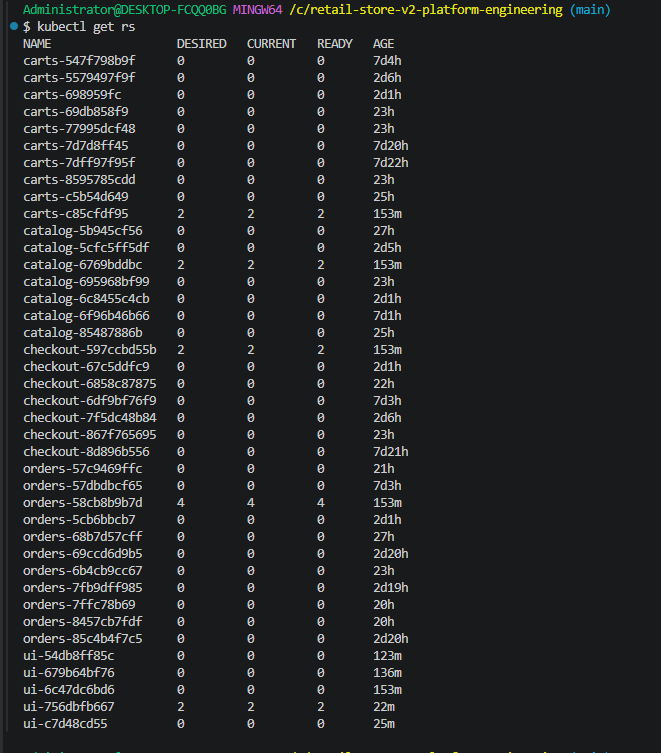 Administrator@DESKTOP-FCQQ0BG MINGW64 /c/retail-store-v2-platform-engineering (main)
$ kubectl get rs
NAME DESIRED CURRENT READY AGE
carts-547f798b9f 0 0 0 7d4h
carts-5579497f9f 0 0 0 2d6h
carts-698959fc 0 0 0 2d1h
carts-69db858f9 0 0 0 23h
carts-77995dcf48 0 0 0 23h
carts-7d7d8ff45 0 0 0 7d20h
carts-7dff97f95f 0 0 0 7d22h
carts-8595785cdd 0 0 0 23h
carts-c5b54d649 0 0 0 25h
carts-c85cfdf95 2 2 2 153m
catalog-5b945cf56 0 0 0 27h
catalog-5cfc5ff5df 0 0 0 2d5h
catalog-6769bddbc 2 2 2 153m
catalog-695968bf99 0 0 0 23h
catalog-6c8455c4cb 0 0 0 2d1h
catalog-6f96b46b66 0 0 0 7d1h
catalog-85487886b 0 0 0 25h
checkout-597ccbd55b 2 2 2 153m
checkout-67c5ddfc9 0 0 0 2d1h
checkout-6858c87875 0 0 0 22h
checkout-6df9bf76f9 0 0 0 7d3h
checkout-7f5dc48b84 0 0 0 2d6h
checkout-867f765695 0 0 0 23h
checkout-8d896b556 0 0 0 7d21h
orders-57c9469ffc 0 0 0 21h
orders-57dbdbcf65 0 0 0 7d3h
orders-58cb8b9b7d 4 4 4 153m
orders-5cb6bbcb7 0 0 0 2d1h
orders-68b7d57cff 0 0 0 27h
orders-69ccd6d9b5 0 0 0 2d20h
orders-6b4cb9cc67 0 0 0 23h
orders-7fb9dff985 0 0 0 2d19h
orders-7ffc78b69 0 0 0 20h
orders-8457cb7fdf 0 0 0 20h
orders-85c4b4f7c5 0 0 0 2d20h
ui-54db8ff85c 0 0 0 123m
ui-679b64bf76 0 0 0 136m
ui-6c47dc6bd6 0 0 0 153m
ui-756dbfb667 2 2 2 22m
ui-c7d48cd55 0 0 0 25m